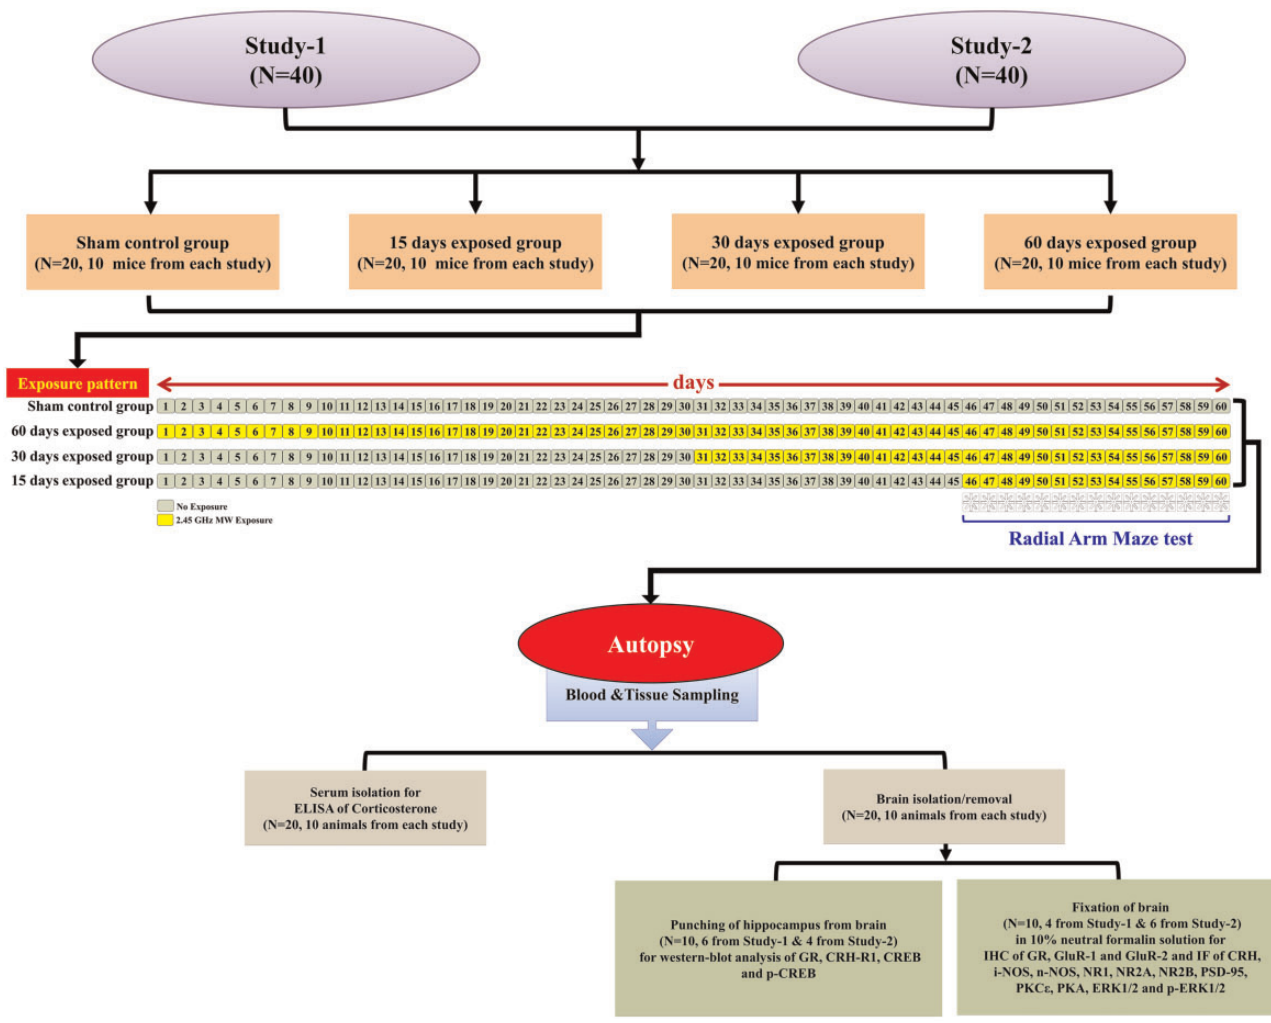 Study-1
(N=40)
Study-2
(N=40)
Sham control group
(N=20, 10 mice from each study)
15 days exposed group
(N=20, 10 mice from each study)
30 days exposed group
(N=20, 10 mice from each study)
60 days exposed group
(N=20, 10 mice from each study)
Exposure pattern
days
Sham control group 1 2 3 4 5 6 7 8 9 10 11 12 13 14 15 16 17 18 19 20 21 22 23 24 25 26 27 28 29 30 31 32 33 34 35 36 37 38 39 40 41 42 43 44 45 46 47 48 49 50 51 52 53 54 55 56 57 58 59 60
60 days exposed group 1 2 3 4 5 6 7 8 9 10 11 12 13 14 15 16 17 18 19 20 21 22 23 24 25 26 27 28 29 30 31 32 33 34 35 36 37 38 39 40 41 42 43 44 45 46 47 48 49 50 51 52 53 54 55 56 57 58 59 60
30 days exposed group 1 2 3 4 5 6 7 8 9 10 11 12 13 14 15 16 17 18 19 20 21 22 23 24 25 26 27 28 29 30 31 32 33 34 35 36 37 38 39 40 41 42 43 44 45 46 47 48 49 50 51 52 53 54 55 56 57 58 59 60
15 days exposed group 1 2 3 4 5 6 7 8 9 10 11 12 13 14 15 16 17 18 19 20 21 22 23 24 25 26 27 28 29 30 31 32 33 34 35 36 37 38 39 40 41 42 43 44 45 46 47 48 49 50 51 52 53 54 55 56 57 58 59 60
No Exposure
2.45 GHz MW Exposure
Radial Arm Maze test
Autopsy
Blood &Tissue Sampling
Serum isolation for
ELISA of Corticosterone
(N=20, 10 animals from each study)
Brain isolation/removal
(N=20, 10 animals from each study)
Punching of hippocampus from brain
(N=10, 6 from Study-1 & 4 from Study-2)
for western-blot analysis of GR, CRH-R1, CREB
and p-CREB
Fixation of brain
(N=10, 4 from Study-1 & 6 from Study-2)
in 10% neutral formalin solution for
IHC of GR, GluR-1 and GluR-2 and IF of CRH,
i-NOS, n-NOS, NR1, NR2A, NR2B, PSD-95,
PKCε, PKA, ERK1/2 and p-ERK1/2